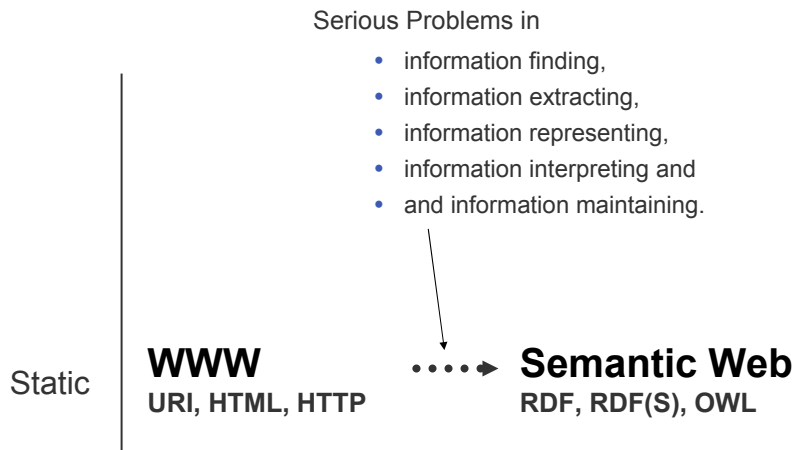 Serious Problems in
• information finding,
• information extracting,
• information representing,
• information interpreting and
• and information maintaining.
Static
WWW
URI, HTML, HTTP
Semantic Web
RDF, RDF(S), OWL